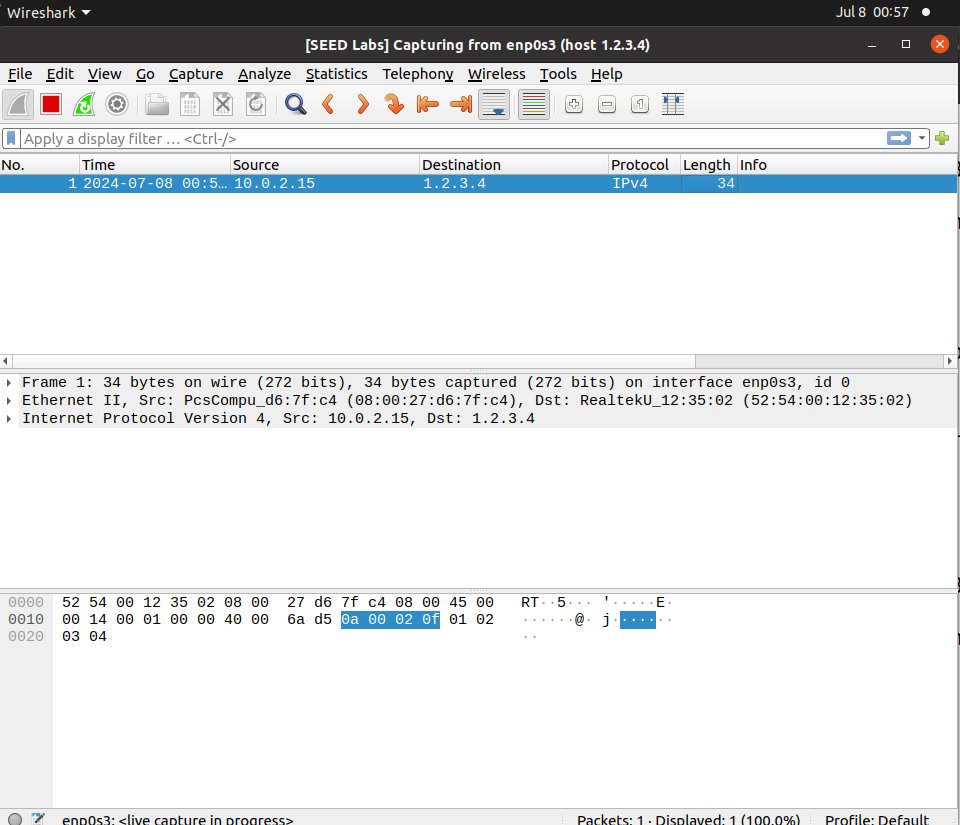 Wireshark Jul 8 00:57
[SEED Labs] Capturing from enp0s3 (host 1.2.3.4)
File Edit View Go Capture Analyze Statistics Telephony Wireless Tools Help
Apply a display filter … <Ctrl-/>
No. Time Source Destination Protocol Length Info
1 2024-07-08 00:5… 10.0.2.15 1.2.3.4 IPv4 34
Frame 1: 34 bytes on wire (272 bits), 34 bytes captured (272 bits) on interface enp0s3, id 0
Ethernet II, Src: PcsCompu_d6:7f:c4 (08:00:27:d6:7f:c4), Dst: RealtekU_12:35:02 (52:54:00:12:35:02)
Internet Protocol Version 4, Src: 10.0.2.15, Dst: 1.2.3.4
0000 52 54 00 12 35 02 08 00 27 d6 7f c4 08 00 45 00 RT··5··· '·····E·
0010 00 14 00 01 00 00 40 00 6a d5 0a 00 02 0f 01 02 ······@· j·······
0020 03 04 ··
enp0s3: <live capture in progress> Packets: 1 · Displayed: 1 (100.0%) Profile: Default